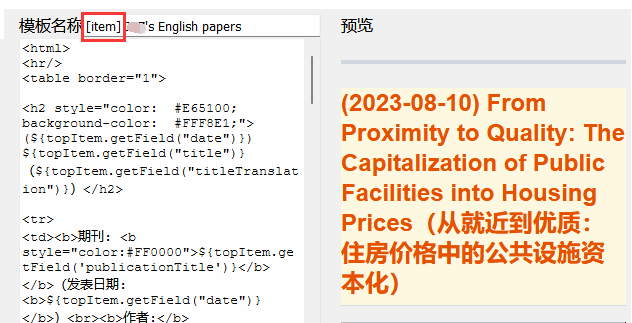 模板名称 [item] 's English papers
<html>
<hr/>
<table border="1">
<h2 style="color:  #E65100;
background-color:  #FFF8E1;">
(${topItem.getField("date")})
${topItem.getField("title")}
（${topItem.getField("titleTranslat
ion")}）</h2>
<tr>
<td><b>期刊：<b
style="color:#FF0000">${topItem.ge
tField('publicationTitle')}</b>
</b>（发表日期：
<b>${topItem.getField("date")}
</b>）<br><b>作者:</b>
预览
(2023-08-10) From
Proximity to Quality: The
Capitalization of Public
Facilities into Housing
Prices（从就近到优质：
住房价格中的公共设施资
本化）